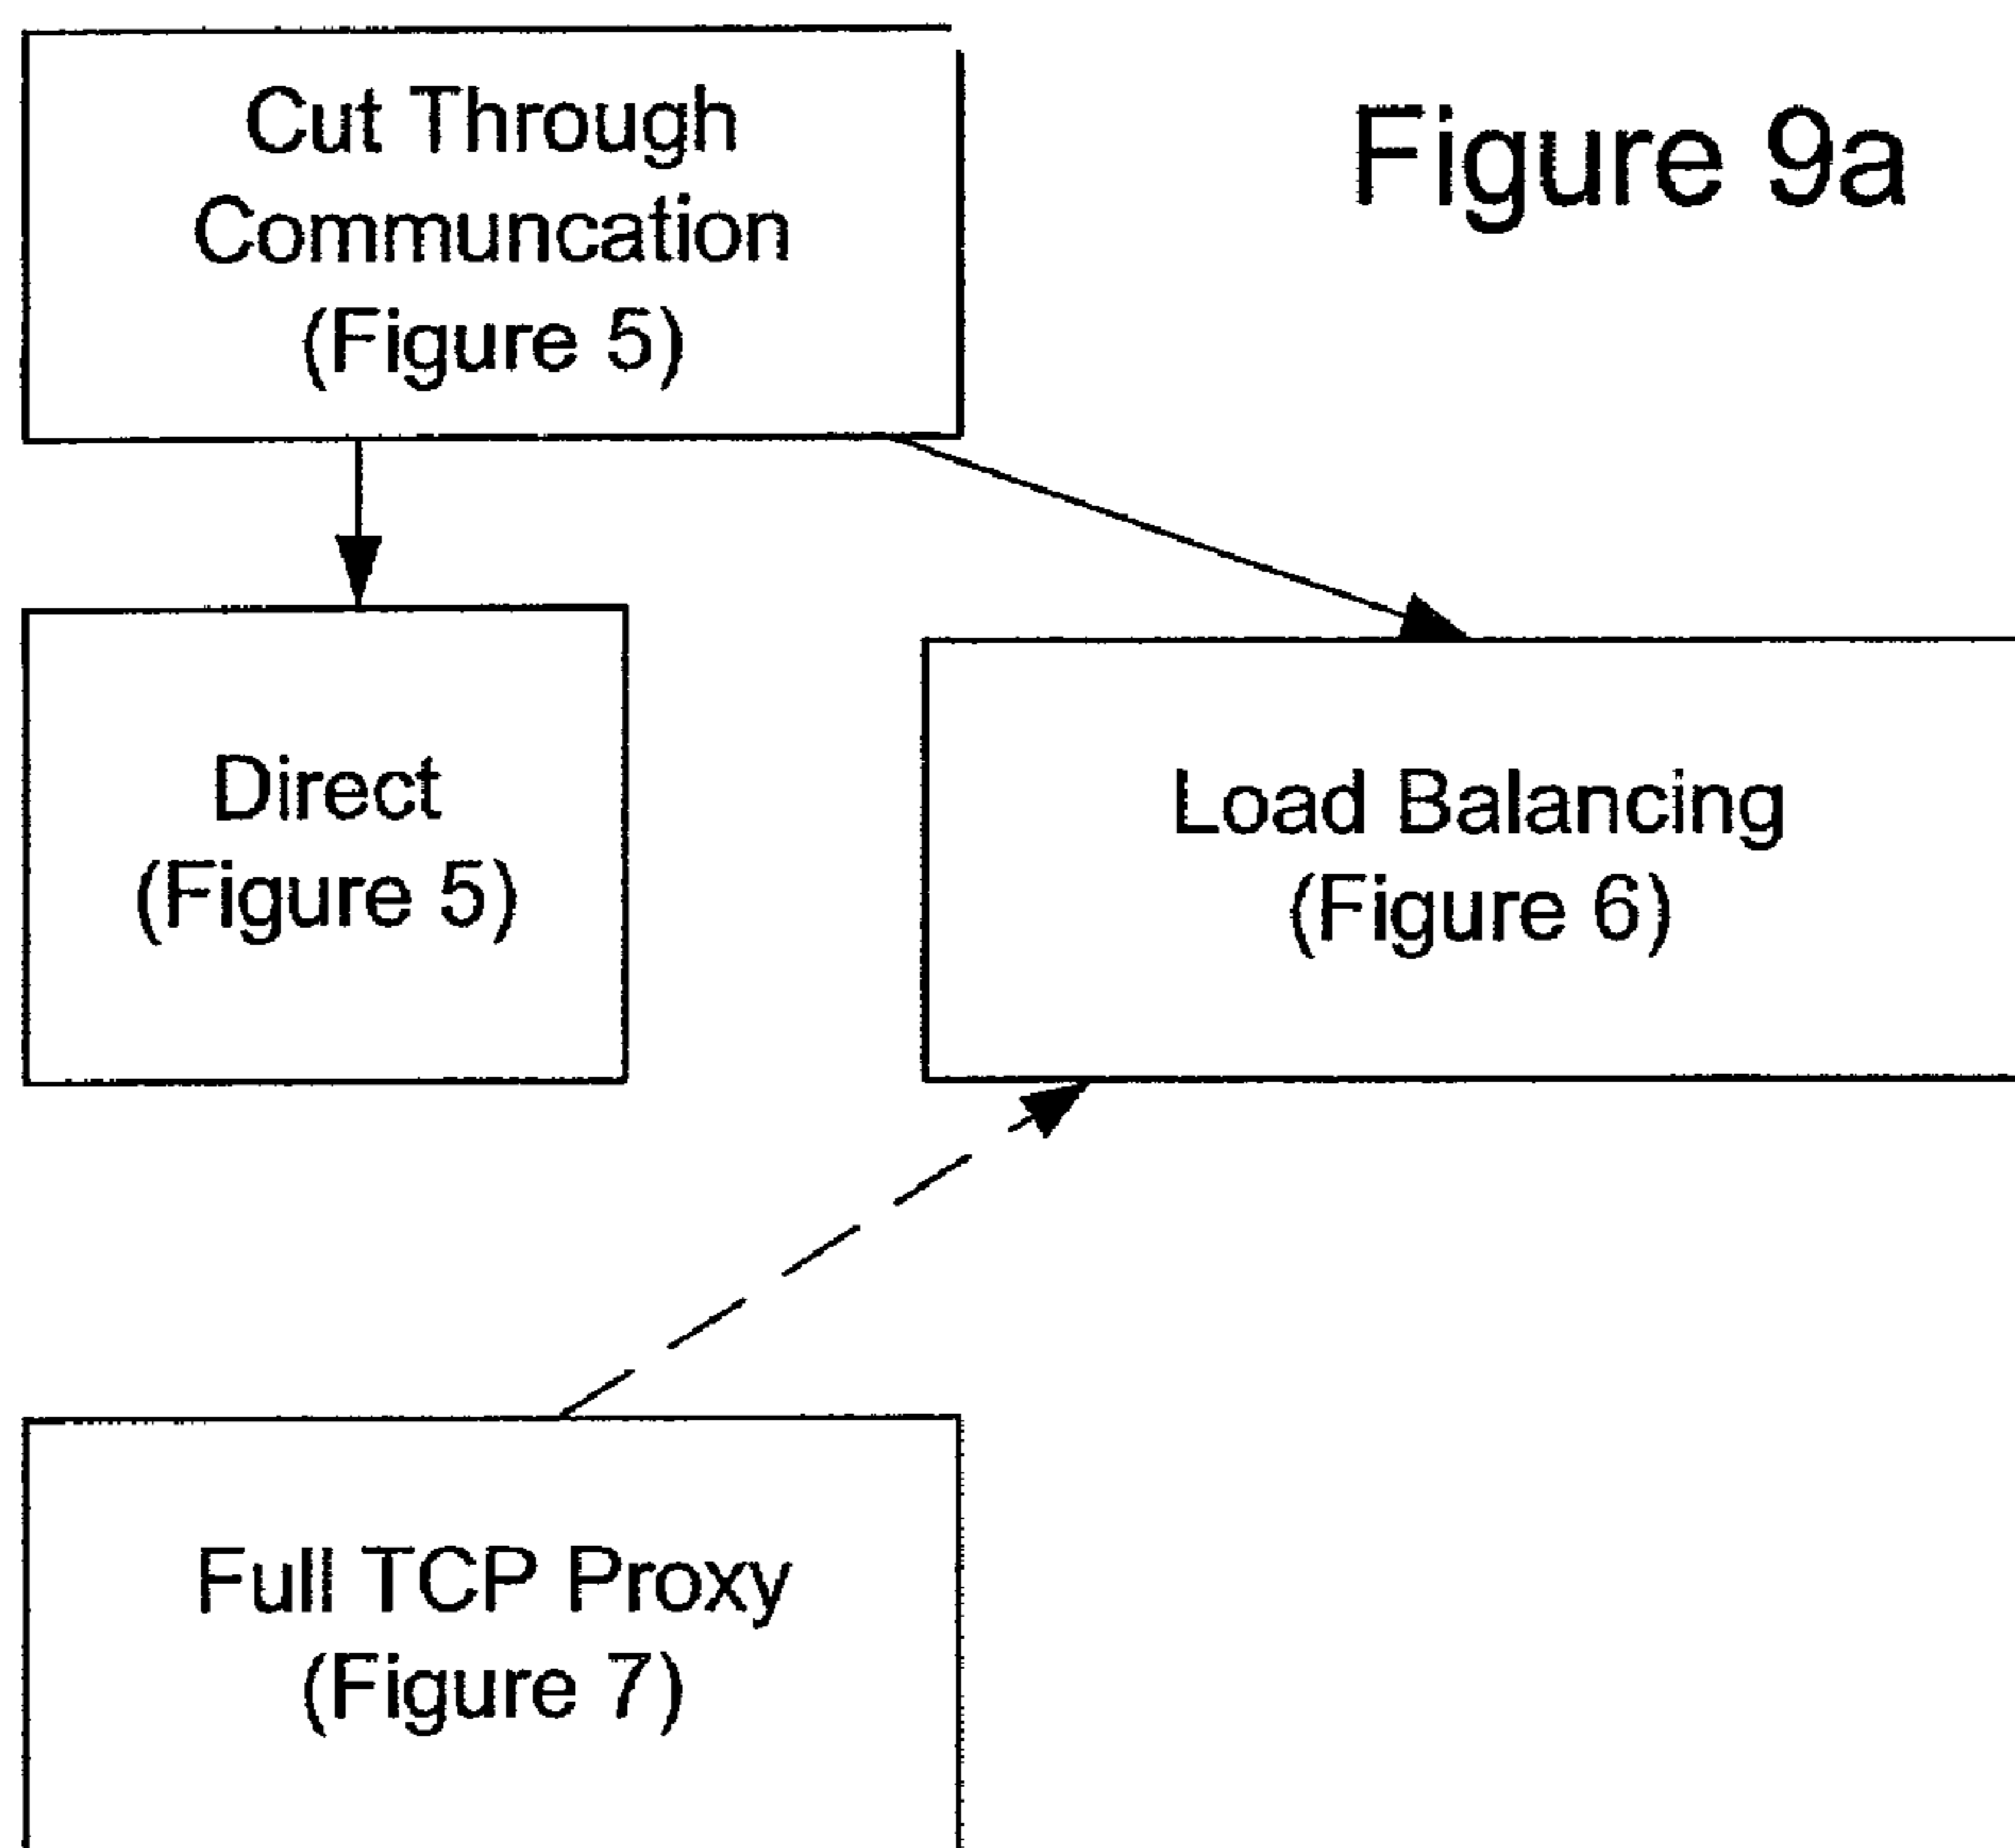 Cut Through
Communcation
(Figure 5)
Figure 9a
Direct
(Figure 5)
Load Balancing
(Figure 6)
Full TCP Proxy
(Figure 7)